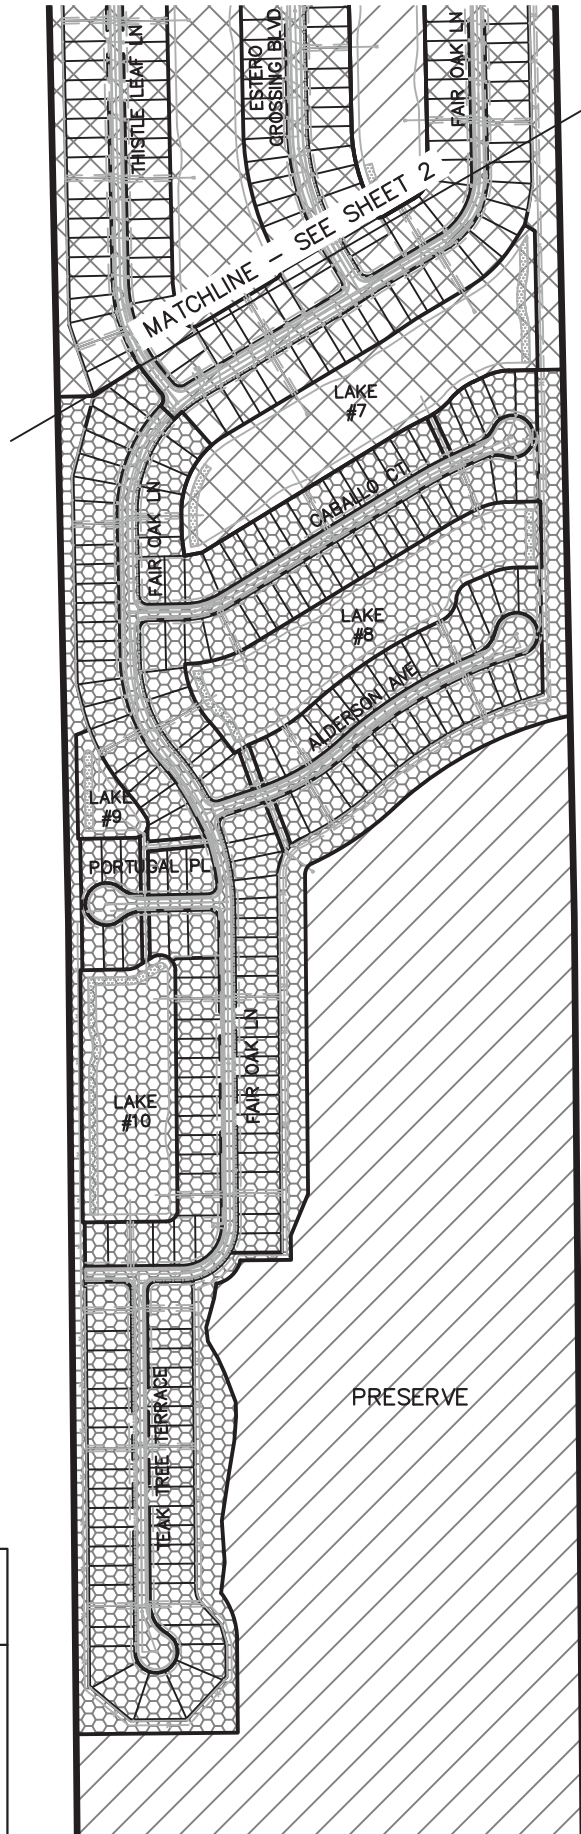 THISTLE LEAF LN
ESTERO
CROSSING BLVD
FAIR OAK LN
MATCHLINE - SEE SHEET 2
LAKE
#7
CABALLO CT
FAIR OAK LN
LAKE
#8
ALDERSON AVE
LAKE
#9
PORTUGAL PL
FAIR OAK LN
LAKE
#10
PRESERVE
TEAK TREE TERRACE